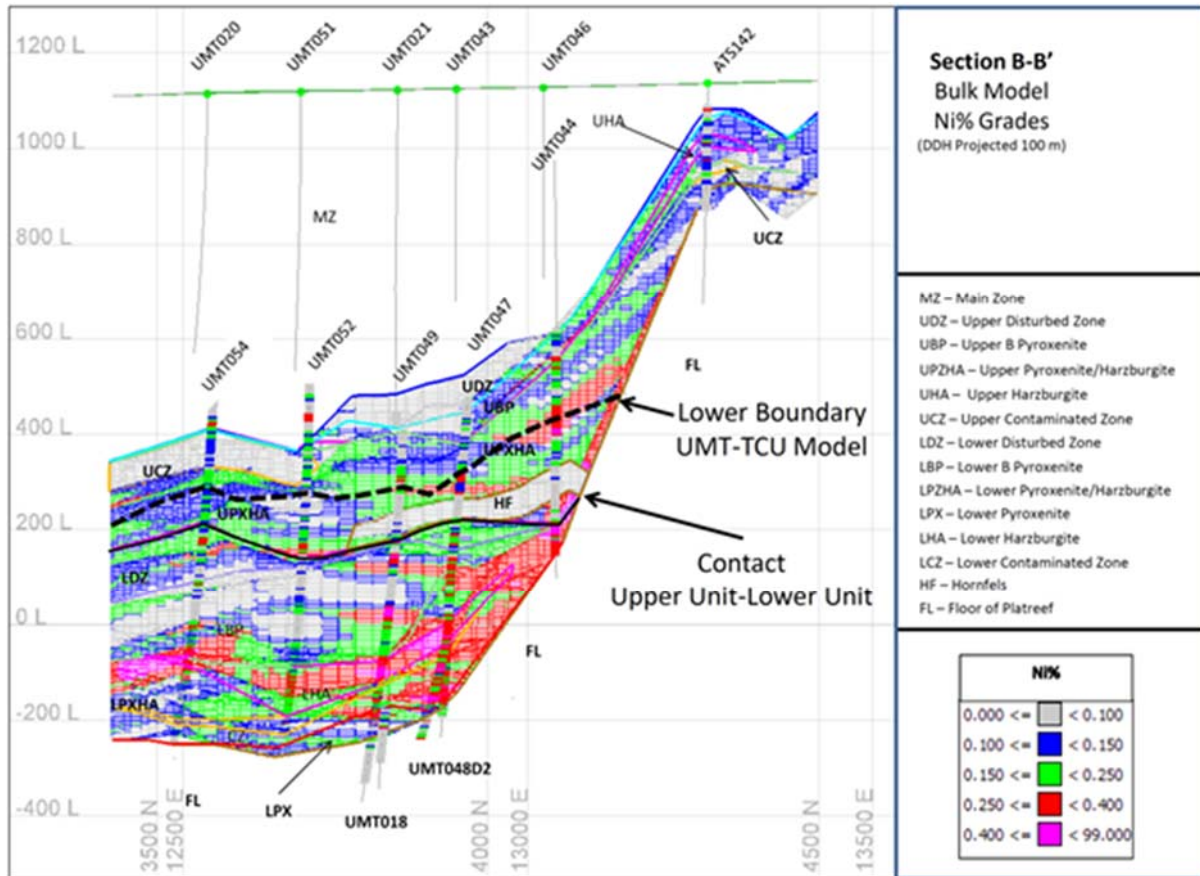 1200 L
1000 L
800 L
600 L
400 L
200 L
0 L
-200 L
-400 L
UMT020
UMT051
UMT021
UMT043
UMT046
ATS142
UHA
UMT044
MZ
UCZ
UMT054
UMT052
UMT049
UMT047
UDZ
UBP
FL
Lower Boundary
UMT-TCU Model
UCZ
UPXHA
UPXHA
HF
LDZ
Contact
Upper Unit-Lower Unit
LBP
FL
LHA
LPXHA
UMT048D2
FL
LPX
UMT018
3500 N
12500 E
4000 N
13000 E
4500 N
13500 E
Section B-B’
Bulk Model
Ni% Grades
(DDH Projected 100 m)
MZ – Main Zone
UDZ – Upper Disturbed Zone
UBP – Upper B Pyroxenite
UPZHA – Upper Pyroxenite/Harzburgite
UHA – Upper Harzburgite
UCZ – Upper Contaminated Zone
LDZ – Lower Disturbed Zone
LBP – Lower B Pyroxenite
LPZHA – Lower Pyroxenite/Harzburgite
LPX – Lower Pyroxenite
LHA – Lower Harzburgite
LCZ – Lower Contaminated Zone
HF – Hornfels
FL – Floor of Platreef
Ni%
0.000 <= < 0.100
0.100 <= < 0.150
0.150 <= < 0.250
0.250 <= < 0.400
0.400 <= < 99.000